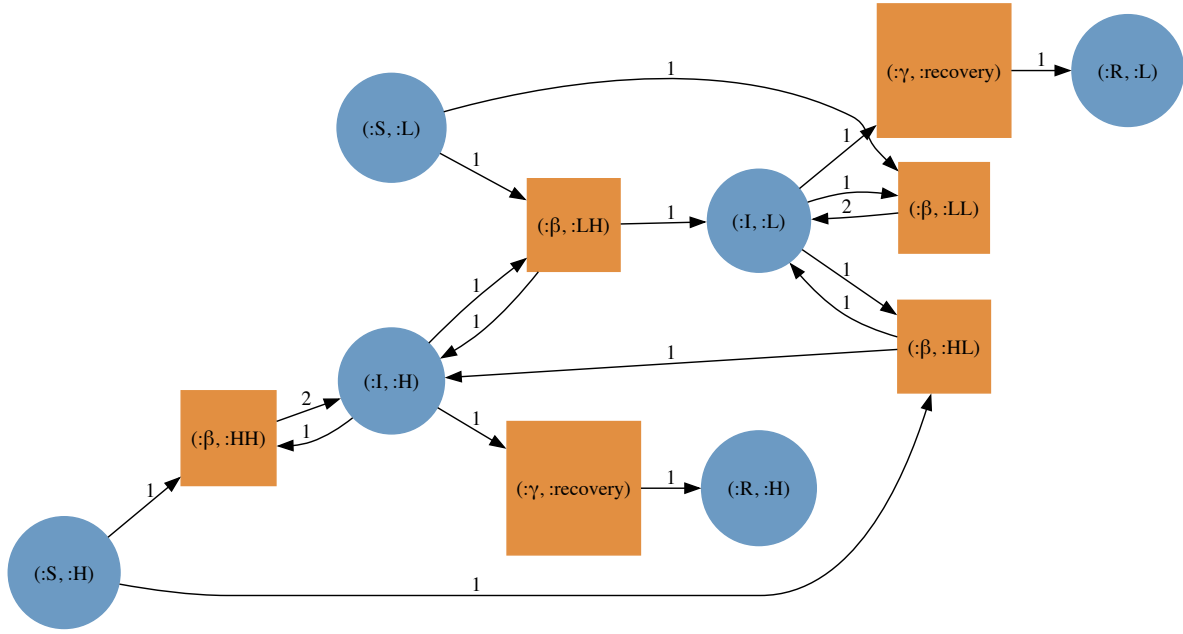 (:γ, :recovery)
1
(:R, :L)
1
(:S, :L)
1
1
(:β, :LH)
1
(:I, :L)
1
2
(:β, :LL)
1
1
(:β, :HL)
1
1
1
(:I, :H)
2
1
(:β, :HH)
1
(:γ, :recovery)
1
(:R, :H)
1
(:S, :H)
1